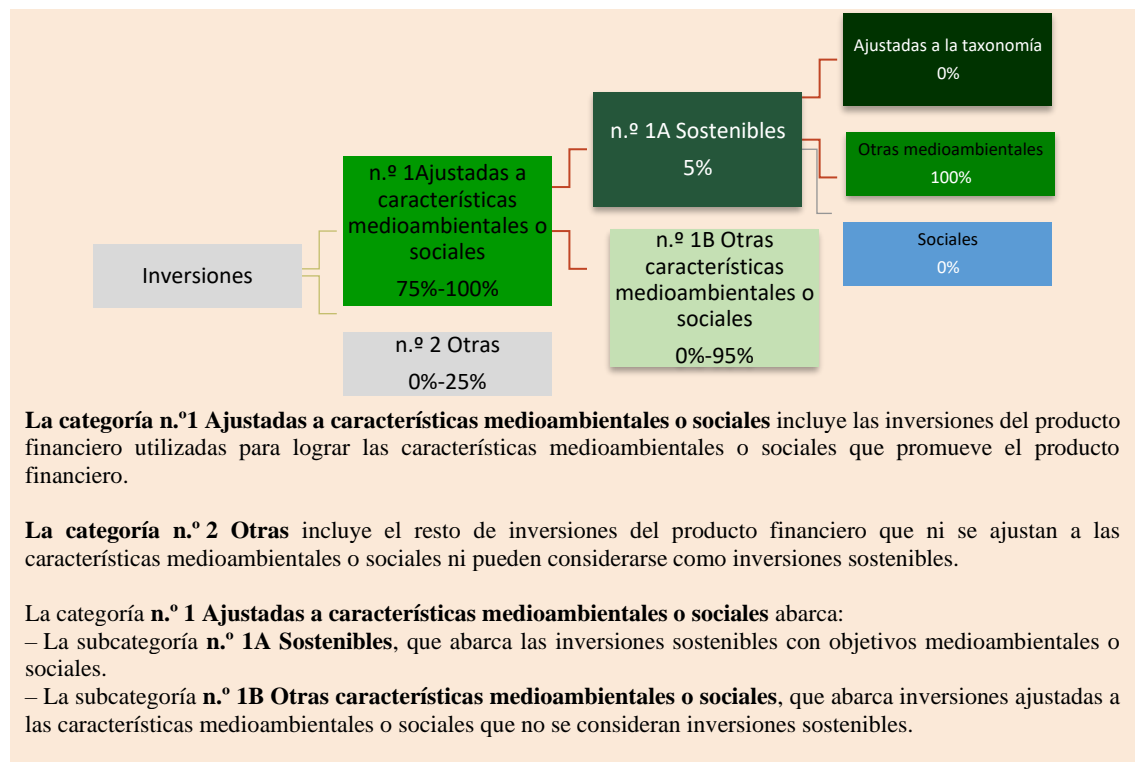 Inversiones
n.º 1Ajustadas a
características
medioambientales o
sociales
75%-100%
n.º 2 Otras
0%-25%
n.º 1A Sostenibles
5%
n.º 1B Otras
características
medioambientales o
sociales
0%-95%
Ajustadas a la taxonomía
0%
Otras medioambientales
100%
Sociales
0%
La categoría n.º1 Ajustadas a características medioambientales o sociales incluye las inversiones del producto
financiero utilizadas para lograr las características medioambientales o sociales que promueve el producto
financiero.
La categoría n.º 2 Otras incluye el resto de inversiones del producto financiero que ni se ajustan a las
características medioambientales o sociales ni pueden considerarse como inversiones sostenibles.
La categoría n.º 1 Ajustadas a características medioambientales o sociales abarca:
– La subcategoría n.º 1A Sostenibles, que abarca las inversiones sostenibles con objetivos medioambientales o
sociales.
– La subcategoría n.º 1B Otras características medioambientales o sociales, que abarca inversiones ajustadas a
las características medioambientales o sociales que no se consideran inversiones sostenibles.